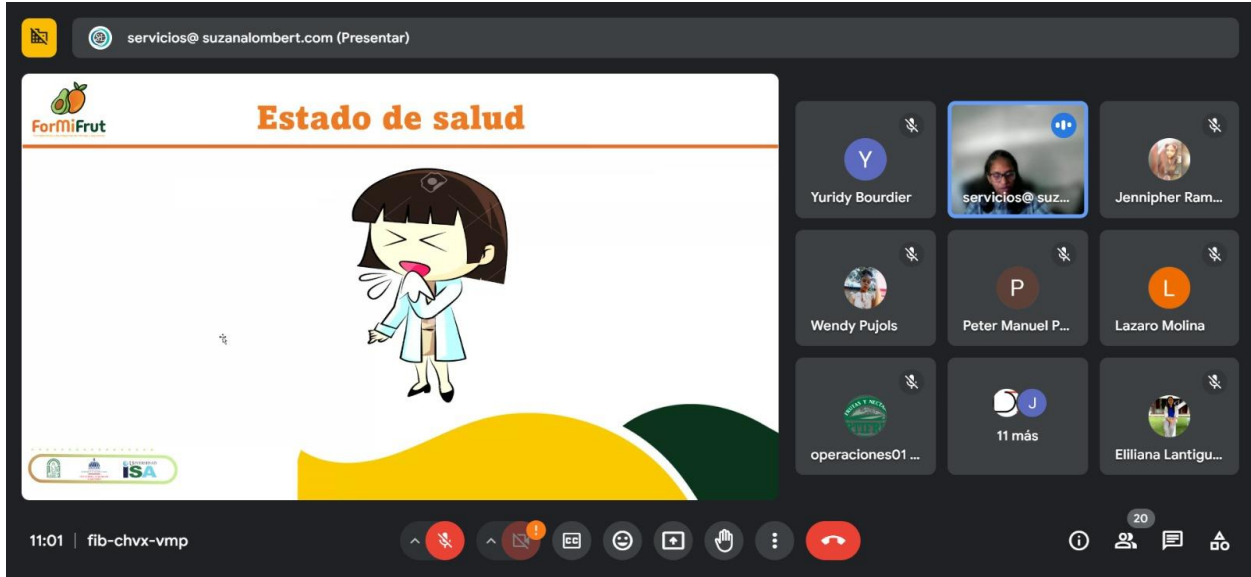 servicios@ suzanalombert.com (Presentar)
ForMiFrut
Estado de salud
ISA
Yuridy Bourdier
servicios@ suz...
Jennipher Ram...
Wendy Pujols
P
Peter Manuel P...
L
Lazaro Molina
Y
operaciones01 ...
J
11 más
Eliliana Lantigu...
11:01 | fib-chvx-vmp
CC
20